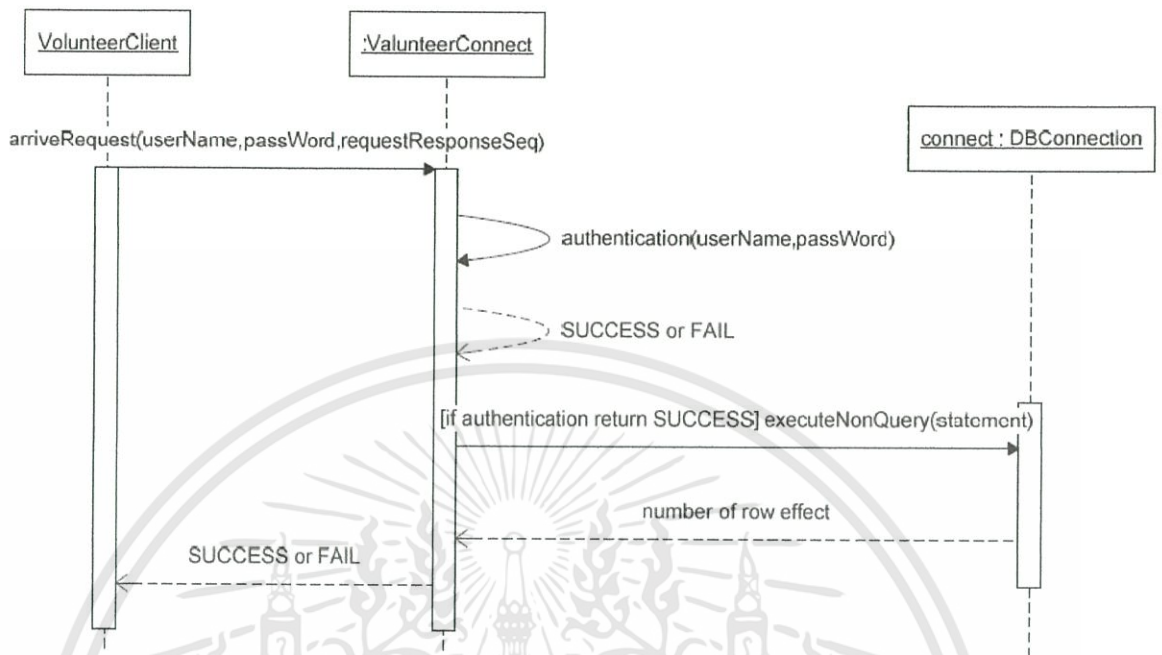 VolunteerClient
:ValunteerConnect
arriveRequest(userName,passWord,requestResponseSeq)
connect : DBConnection
authentication(userName,passWord)
SUCCESS or FAIL
[if authentication return SUCCESS] executeNonQuery(statement)
number of row effect
SUCCESS or FAIL